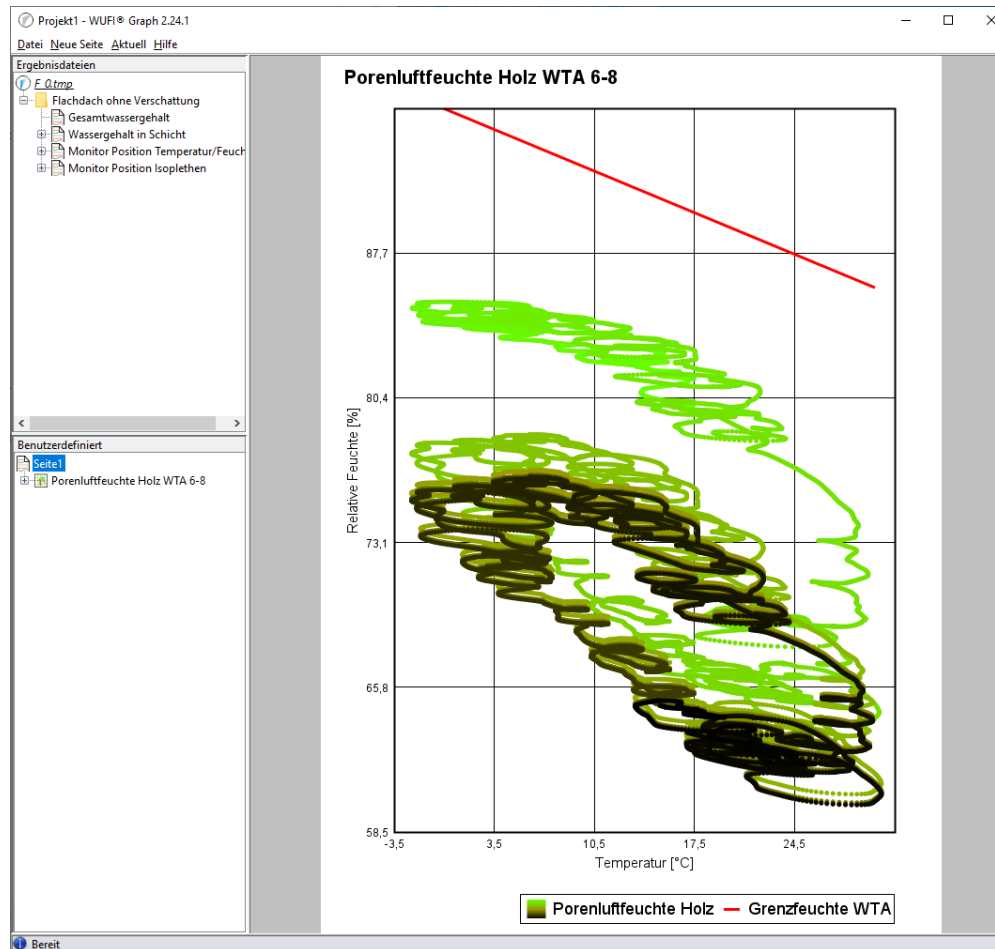 Projekt1 - WUFI® Graph 2.24.1
Datei Neue Seite Aktuell Hilfe
Ergebnisdateien
F_0.tmp
Flachdach ohne Verschattung
Gesamtwassergehalt
Wassergehalt in Schicht
Monitor Position Temperatur/Feuch
Monitor Position Isoplethen
Benutzerdefiniert
Seite1
Porenluftfeuchte Holz WTA 6-8
Porenluftfeuchte Holz WTA 6-8
87,7
80,4
73,1
65,8
58,5
Relative Feuchte [%]
-3,5 3,5 10,5 17,5 24,5
Temperatur [°C]
Porenluftfeuchte Holz Grenzfeuchte WTA
Bereit